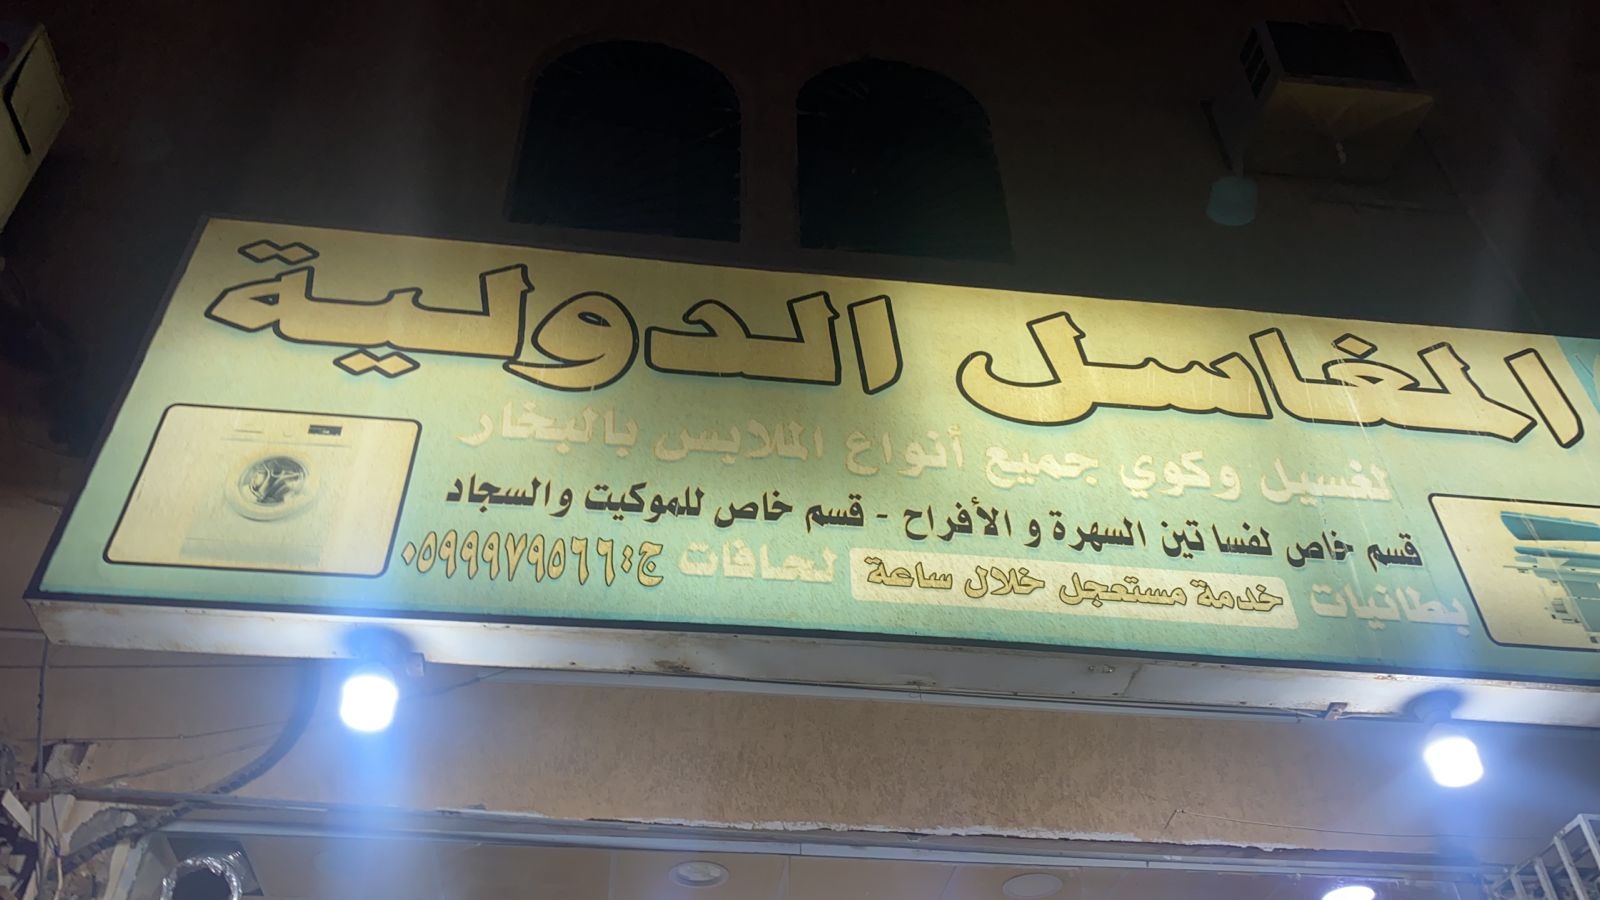 المغاسل الدولية
لغسيل وكوي جميع أنواع الملابس بالبخار
قسم خاص لفساتين السهرة و الأفراح - قسم خاص للموكيت والسجاد
بطانيات خدمة مستعجل خلال ساعة لحافات ج: ٠٥٩٩٩٧٩٥٦٦